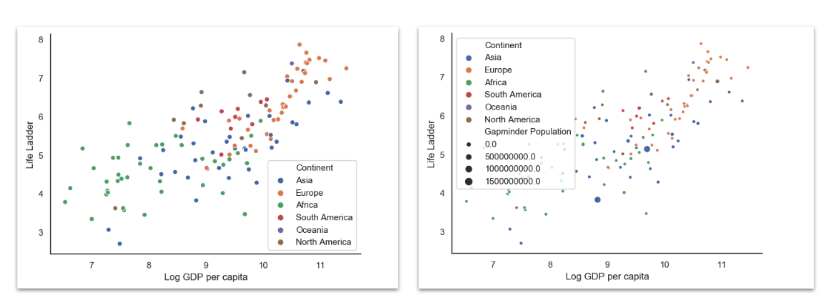 8
7
6
5
4
3
Life Ladder
Continent
Asia
Europe
Africa
South America
Oceania
North America
7 8 9 10 11
Log GDP per capita
8
7
6
5
4
3
Life Ladder
Continent
Asia
Europe
Africa
South America
Oceania
North America
Gapminder Population
0.0
500000000.0
1000000000.0
1500000000.0
7 8 9 10 11
Log GDP per capita